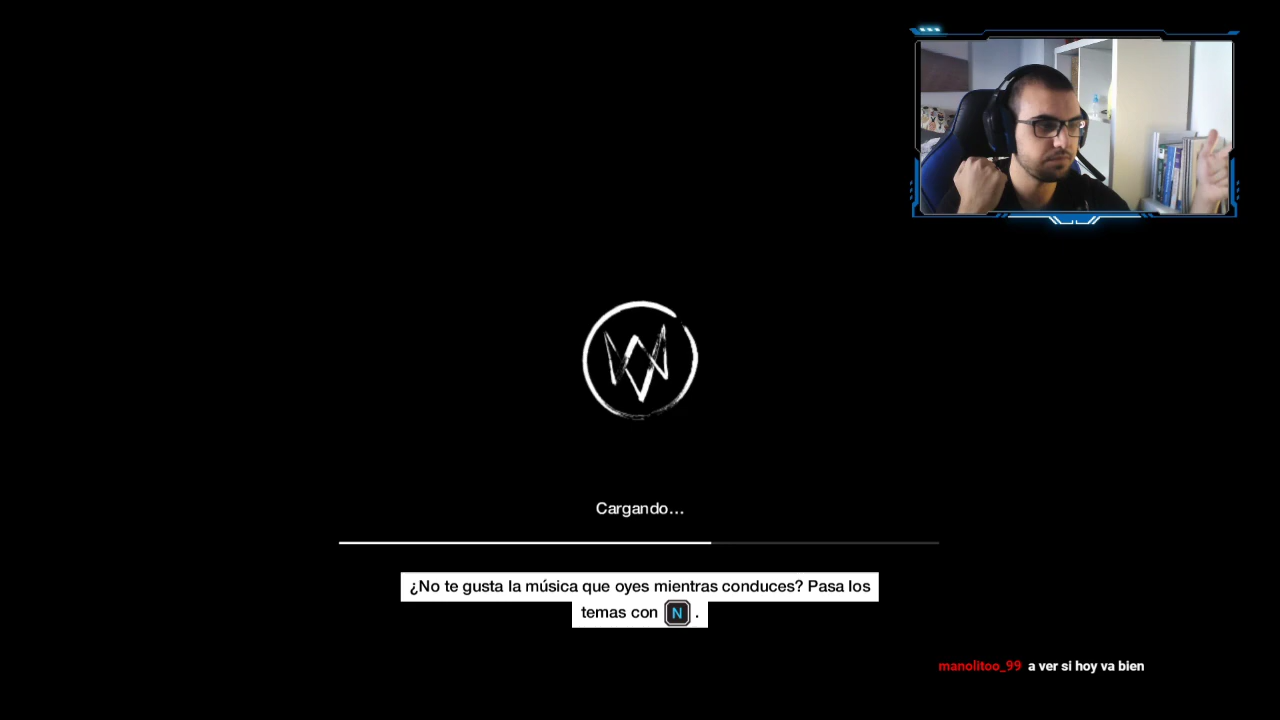 Cargando...
¿No te gusta la música que oyes mientras conduces? Pasa los
temas con N .
manolitoo_99 a ver si hoy va bien